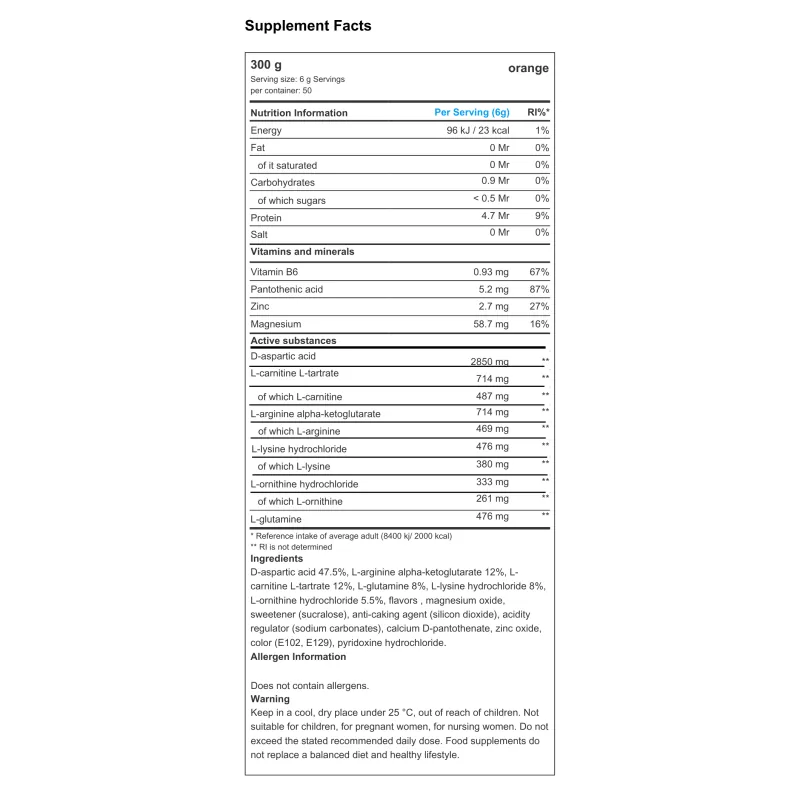 Supplement Facts
300 g
orange
Serving size: 6 g Servings
per container: 50
Nutrition Information Per Serving (6g) RI%*
Energy 96 kJ / 23 kcal 1%
Fat 0 Mr 0%
of it saturated 0 Mr 0%
Carbohydrates 0.9 Mr 0%
of which sugars < 0.5 Mr 0%
Protein 4.7 Mr 9%
Salt 0 Mr 0%
Vitamins and minerals
Vitamin B6 0.93 mg 67%
Pantothenic acid 5.2 mg 87%
Zinc 2.7 mg 27%
Magnesium 58.7 mg 16%
Active substances
D-aspartic acid 2850 mg **
L-carnitine L-tartrate 714 mg **
of which L-carnitine 487 mg **
L-arginine alpha-ketoglutarate 714 mg **
of which L-arginine 469 mg **
L-lysine hydrochloride 476 mg **
of which L-lysine 380 mg **
L-ornithine hydrochloride 333 mg **
of which L-ornithine 261 mg **
L-glutamine 476 mg **
* Reference intake of average adult (8400 kj/ 2000 kcal)
** RI is not determined
Ingredients
D-aspartic acid 47.5%, L-arginine alpha-ketoglutarate 12%, L-
carnitine L-tartrate 12%, L-glutamine 8%, L-lysine hydrochloride 8%,
L-ornithine hydrochloride 5.5%, flavors , magnesium oxide,
sweetener (sucralose), anti-caking agent (silicon dioxide), acidity
regulator (sodium carbonates), calcium D-pantothenate, zinc oxide,
color (E102, E129), pyridoxine hydrochloride.
Allergen Information
Does not contain allergens.
Warning
Keep in a cool, dry place under 25 °C, out of reach of children. Not
suitable for children, for pregnant women, for nursing women. Do not
exceed the stated recommended daily dose. Food supplements do
not replace a balanced diet and healthy lifestyle.